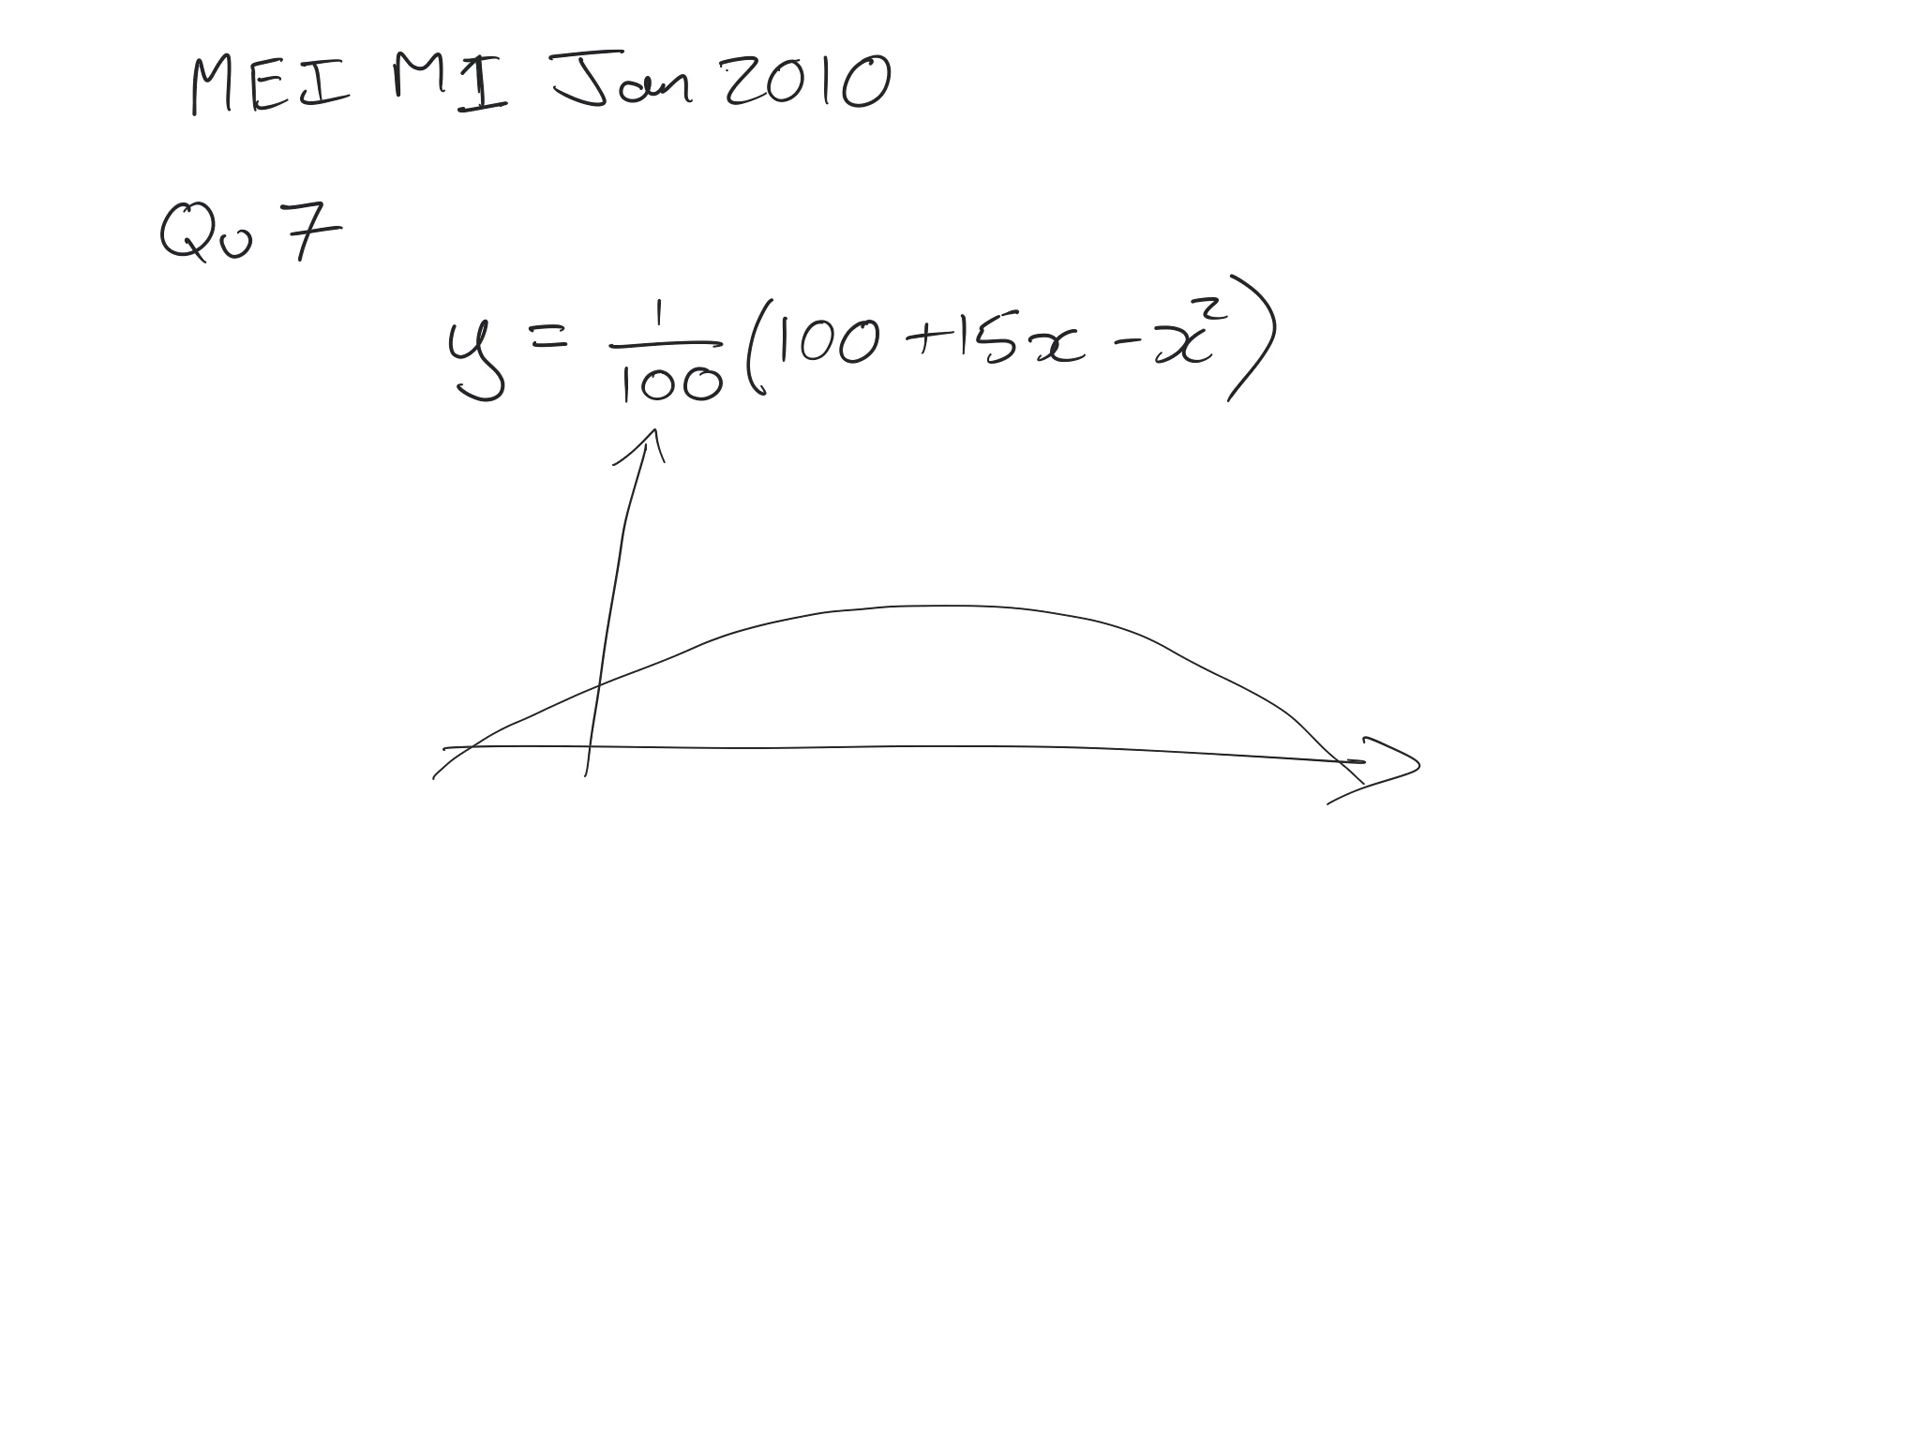 MEI M1 Jan 2010
Qu 7
y = 1/100 (100 + 15x - x²)